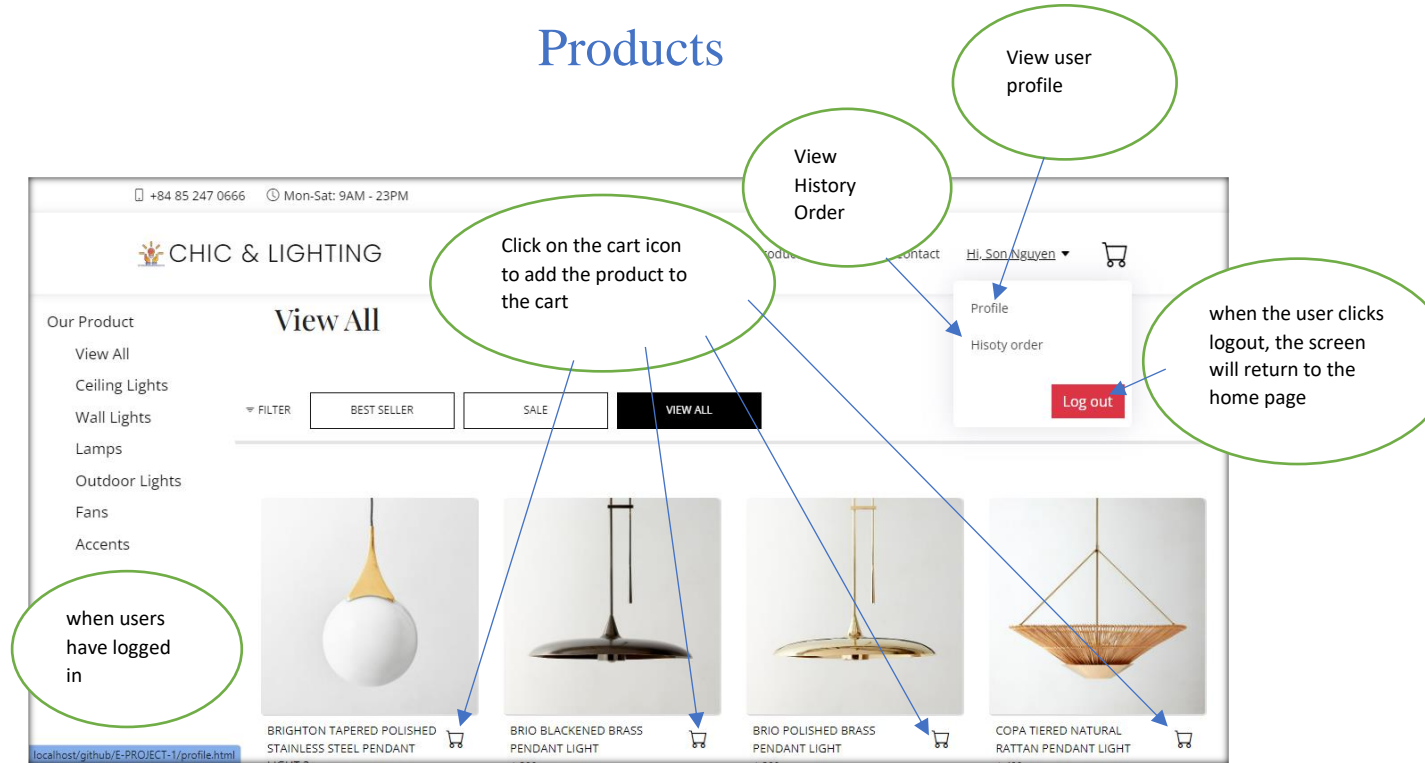 Products
View user
profile
View
History
Order
+84 85 247 0666 Mon-Sat: 9AM - 23PM
CHIC & LIGHTING
Hi, Son Nguyen
Click on the cart icon
to add the product to
the cart
Profile
Hisoty order
Log out
when the user clicks
logout, the screen
will return to the
home page
Our Product
View All
Ceiling Lights
Wall Lights
Lamps
Outdoor Lights
Fans
Accents
View All
FILTER BEST SELLER SALE VIEW ALL
when users
have logged
in
BRIGHTON TAPERED POLISHED
STAINLESS STEEL PENDANT
BRIO BLACKENED BRASS
PENDANT LIGHT
BRIO POLISHED BRASS
PENDANT LIGHT
COPA TIERED NATURAL
RATTAN PENDANT LIGHT
localhost/github/E-PROJECT-1/profile.html